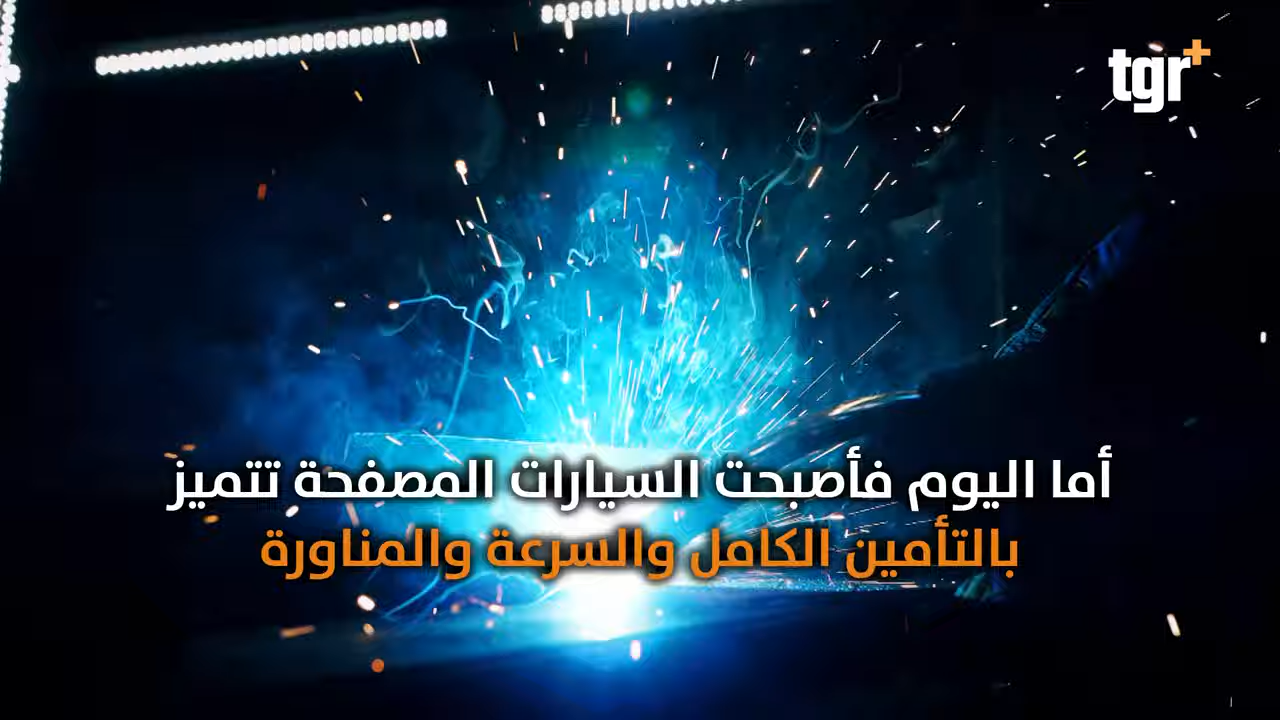 tgr+
أما اليوم فأصبحت السيارات المصفحة تتميز
بالتأمين الكامل والسرعة والمناورة